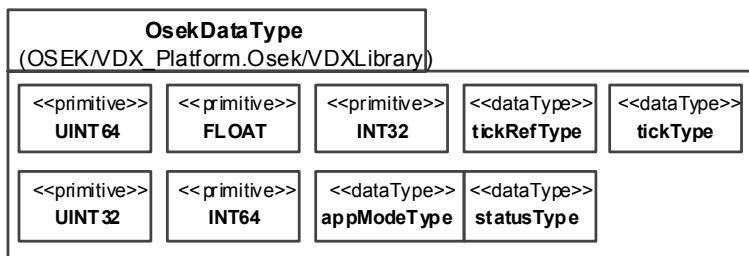 OsekDataType
(OSEK/VDX_Platform.Osek/VDXLibrary)
<<primitive>> <<primitive>> <<primitive>> <<dataType>> <<dataType>>
UINT64 FLOAT INT32 tickRefType tickType
<<primitive>> <<primitive>> <<dataType>> <<dataType>>
UINT32 INT64 appModeType statusType